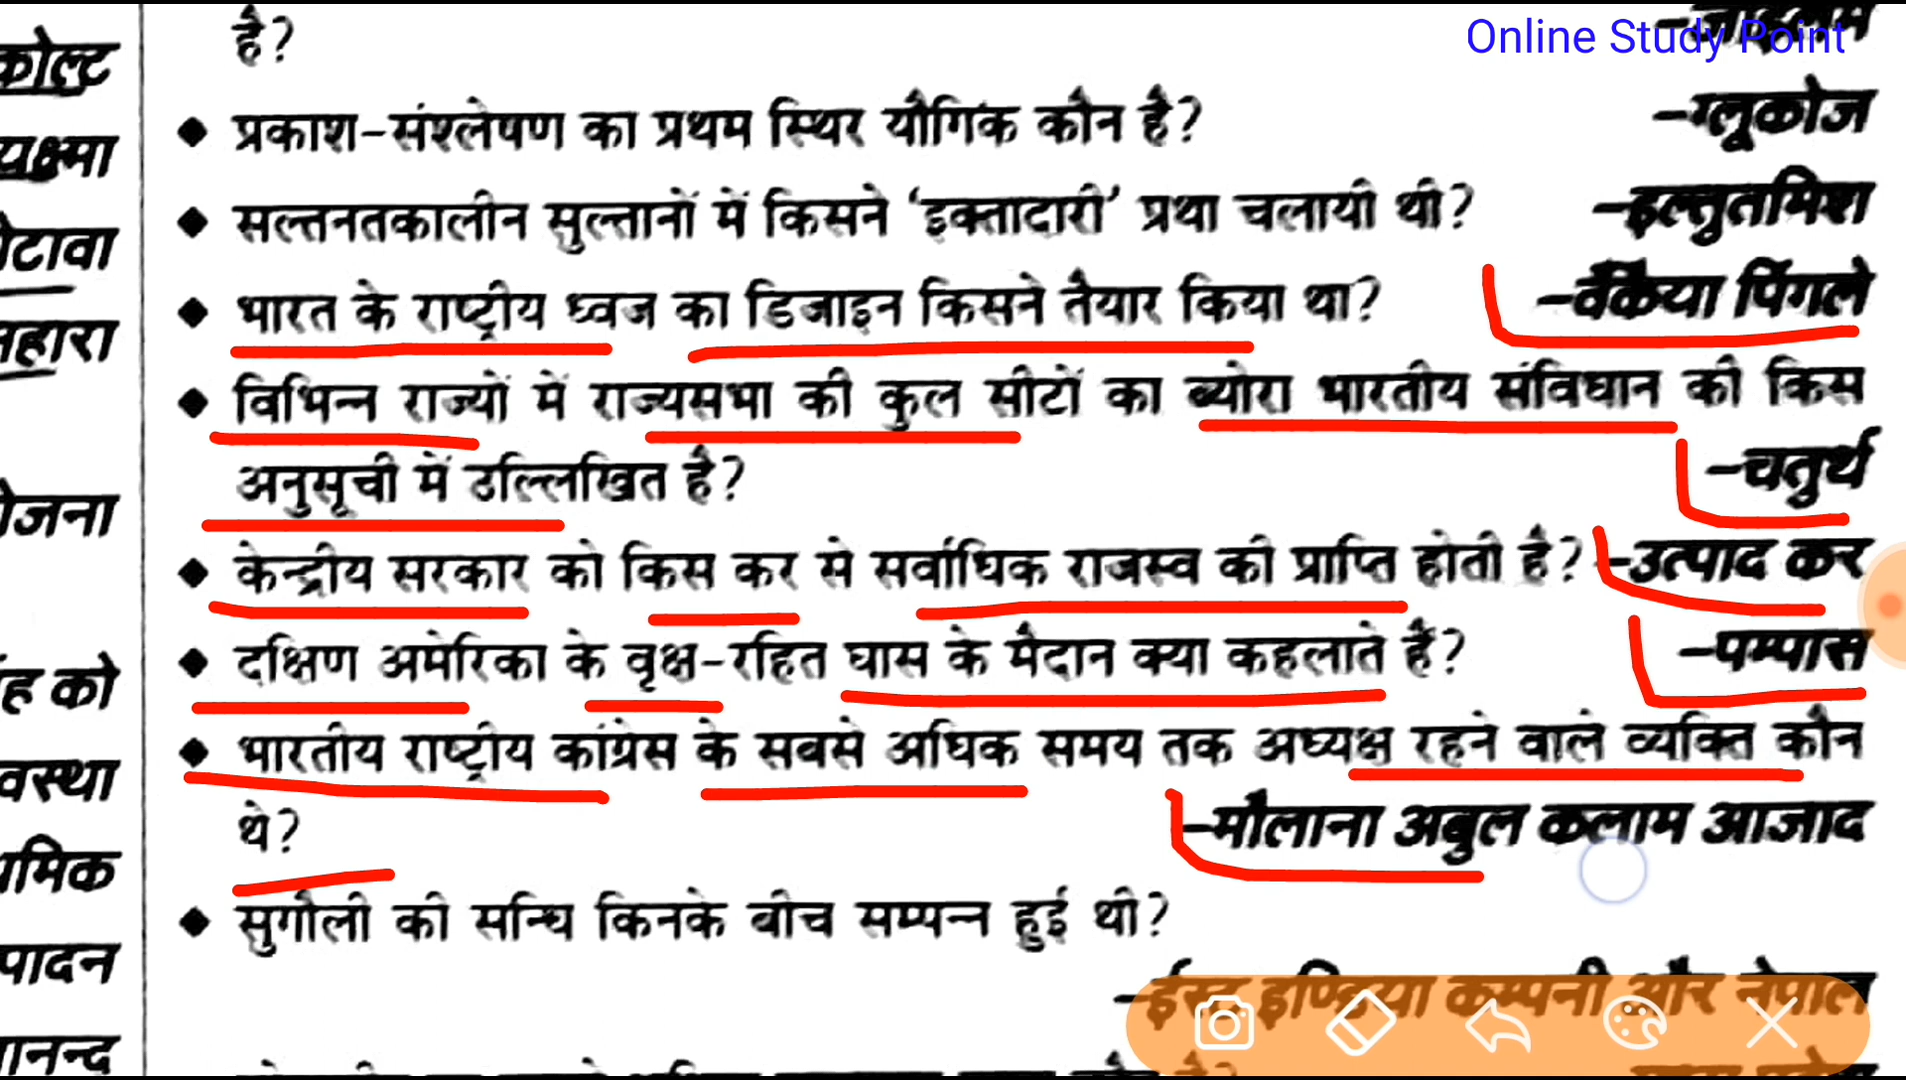 Online Study Point
है?
कोल्ट
◆ प्रकाश-संश्लेषण का प्रथम स्थिर यौगिक कौन है? -ग्लूकोज
◆ सल्तनतकालीन सुल्तानों में किसने ‘इक्तादारी’ प्रथा चलायी थी? -इल्तुतमिश
◆ भारत के राष्ट्रीय ध्वज का डिजाइन किसने तैयार किया था? -वेंकैया पिंगले
◆ विभिन्न राज्यों में राज्यसभा की कुल सीटों का ब्योरा भारतीय संविधान की किस
अनुसूची में उल्लिखित है? -चतुर्थ
◆ केन्द्रीय सरकार को किस कर से सर्वाधिक राजस्व की प्राप्ति होती है? -उत्पाद कर
◆ दक्षिण अमेरिका के वृक्ष-रहित घास के मैदान क्या कहलाते हैं? -पम्पास
◆ भारतीय राष्ट्रीय कांग्रेस के सबसे अधिक समय तक अध्यक्ष रहने वाले व्यक्ति कौन
थे? -मौलाना अबुल कलाम आजाद
◆ सुगौली की सन्धि किनके बीच सम्पन्न हुई थी?
-ईस्ट इण्डिया कम्पनी और नेपाल